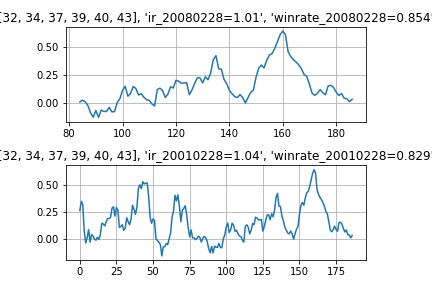 [32, 34, 37, 39, 40, 43], 'ir_20080228=1.01', 'winrate_20080228=0.854'
0.50
0.25
0.00
80 100 120 140 160 180
[32, 34, 37, 39, 40, 43], 'ir_20010228=1.04', 'winrate_20010228=0.829'
0.50
0.25
0.00
0 25 50 75 100 125 150 175